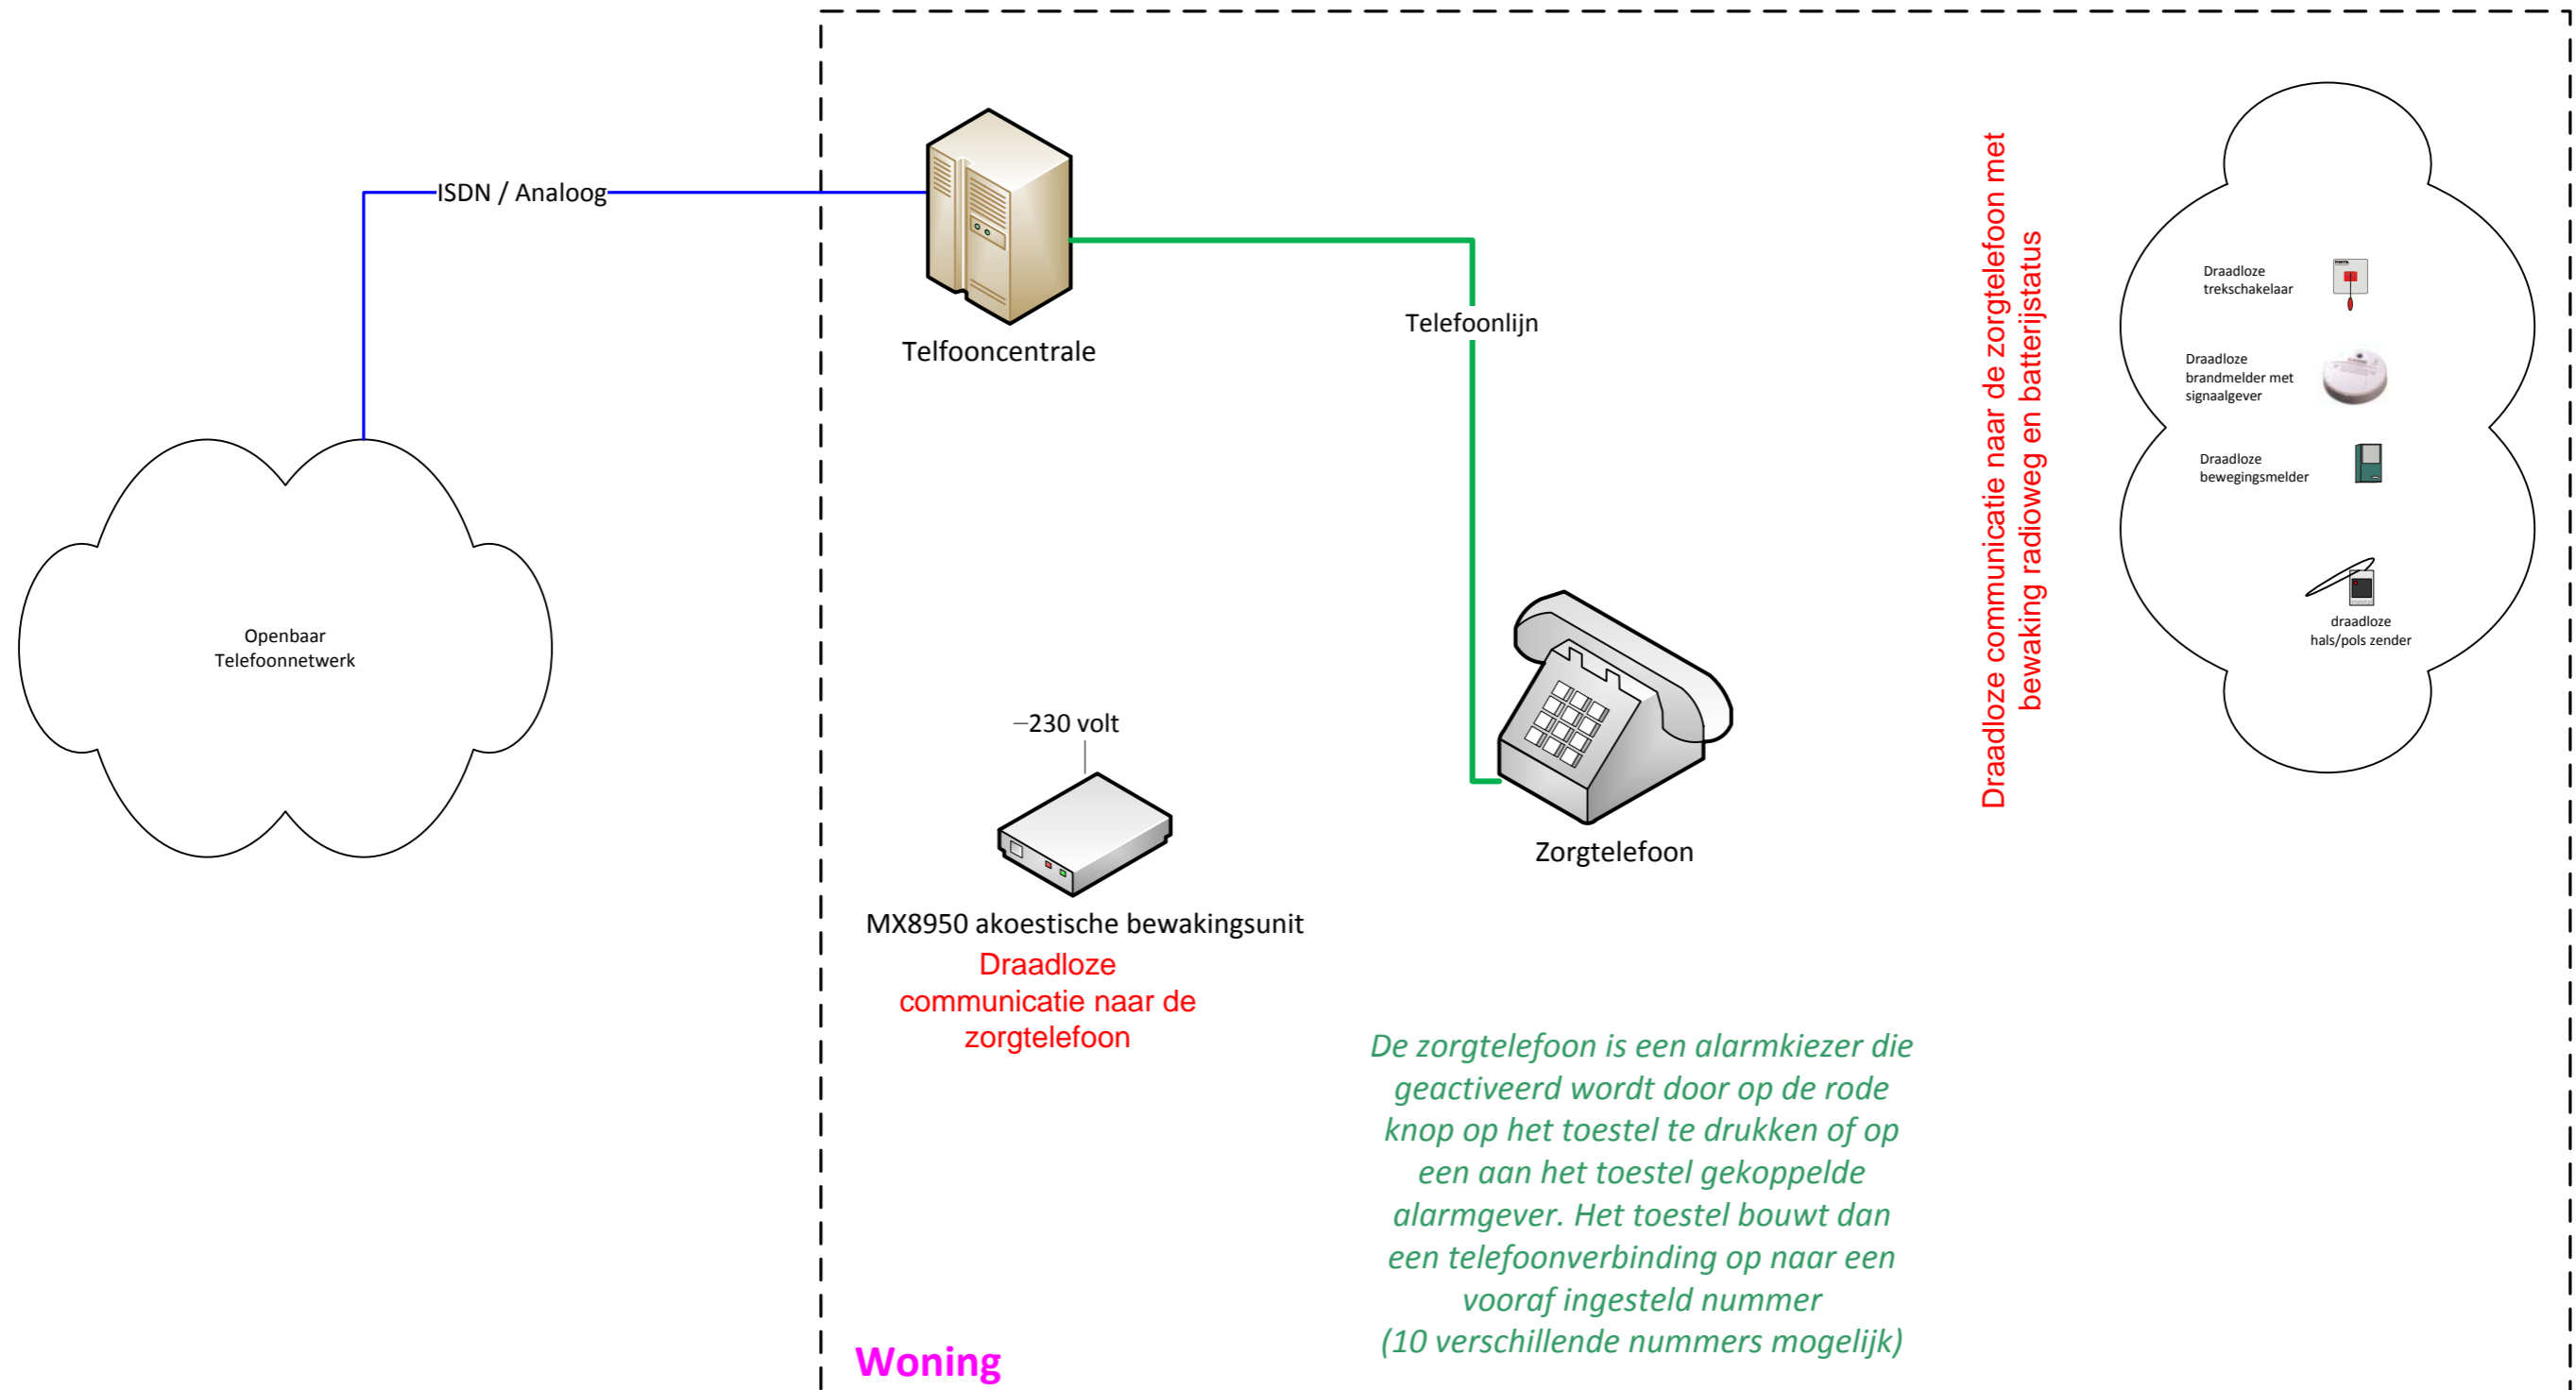 ISDN / Analoog
Telfooncentrale
Telefoonlijn
Openbaar
Telefoonnetwerk
−230 volt
MX8950 akoestische bewakingsunit
Draadloze
communicatie naar de
zorgtelefoon
Zorgtelefoon
Draadloze communicatie naar de zorgtelefoon met
bewaking radioweg en batterijstatus
Draadloze
trekschakelaar
Draadloze
brandmelder met
signaalgever
Draadloze
bewegingsmelder
draadloze
hals/pols zender
De zorgtelefoon is een alarmkiezer die
geactiveerd wordt door op de rode
knop op het toestel te drukken of op
een aan het toestel gekoppelde
alarmgever. Het toestel bouwt dan
een telefoonverbinding op naar een
vooraf ingesteld nummer
(10 verschillende nummers mogelijk)
Woning